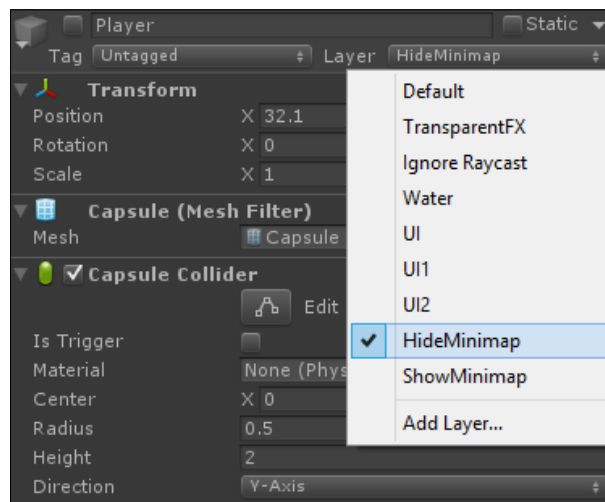 Player Static
Tag Untagged Layer HideMinimap
Transform
Position X 32.1
Rotation X 0
Scale X 1
Capsule (Mesh Filter)
Mesh Capsule
Capsule Collider
Edit
Is Trigger
Material None (Phys
Center X 0
Radius 0.5
Height 2
Direction Y-Axis
Default
TransparentFX
Ignore Raycast
Water
UI
UI1
UI2
HideMinimap
ShowMinimap
Add Layer...